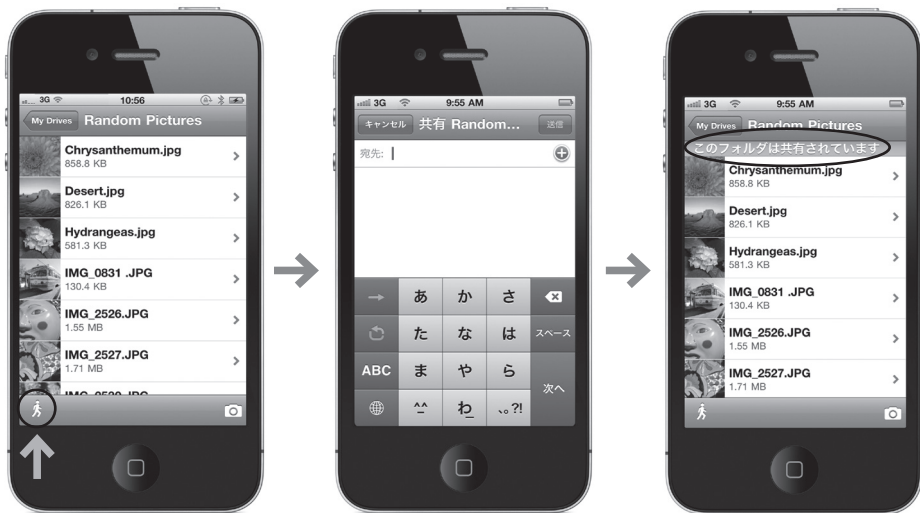 3G 10:56
My Drives Random Pictures
Chrysanthemum.jpg
858.8 KB
Desert.jpg
826.1 KB
Hydrangeas.jpg
581.3 KB
IMG_0831 .JPG
130.4 KB
IMG_2526.JPG
1.55 MB
IMG_2527.JPG
1.71 MB
3G 9:55 AM
キャンセル 共有 Random... 送信
宛先:
→ あ か さ
た な は スペース
ABC ま や ら 次へ
^^ わ_ 、。?!
3G 9:55 AM
My Drives Random Pictures
このフォルダは共有されています
Chrysanthemum.jpg
858.8 KB
Desert.jpg
826.1 KB
Hydrangeas.jpg
581.3 KB
IMG_0831 .JPG
130.4 KB
IMG_2526.JPG
1.55 MB
IMG_2527.JPG
1.71 MB